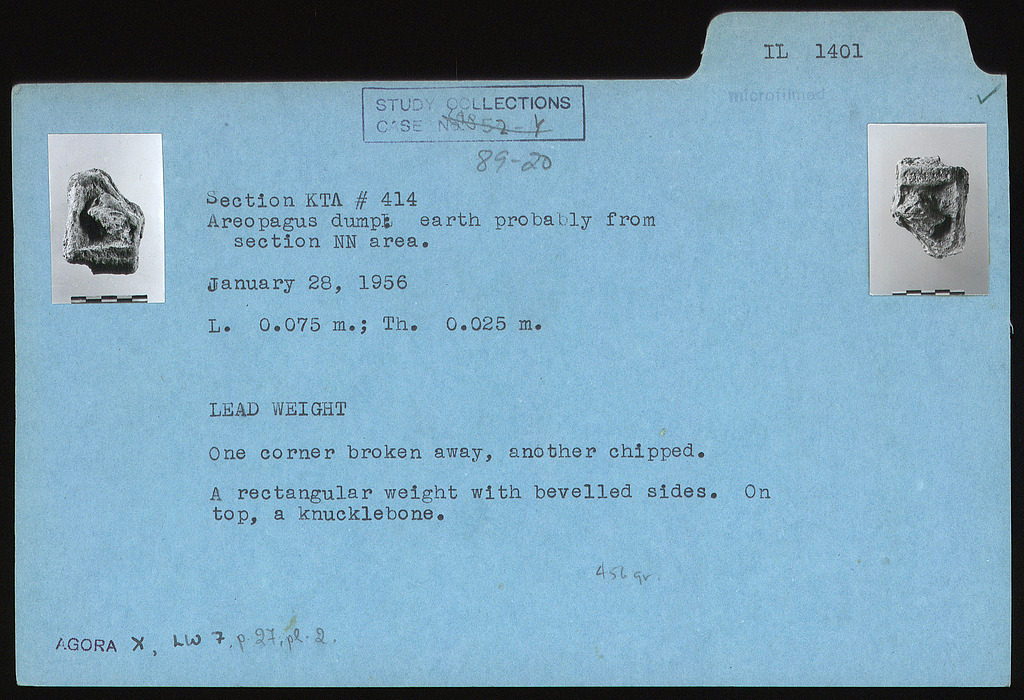 IL 1401
microfilmed
STUDY COLLECTIONS
CASE No.
89-20
Section KTA # 414
Areopagus dump; earth probably from
section NN area.
January 28, 1956
L. 0.075 m.; Th. 0.025 m.
LEAD WEIGHT
One corner broken away, another chipped.
A rectangular weight with bevelled sides. On
top, a knucklebone.
456 gr.
AGORA X, LW 7, p. 27, pl. 2.